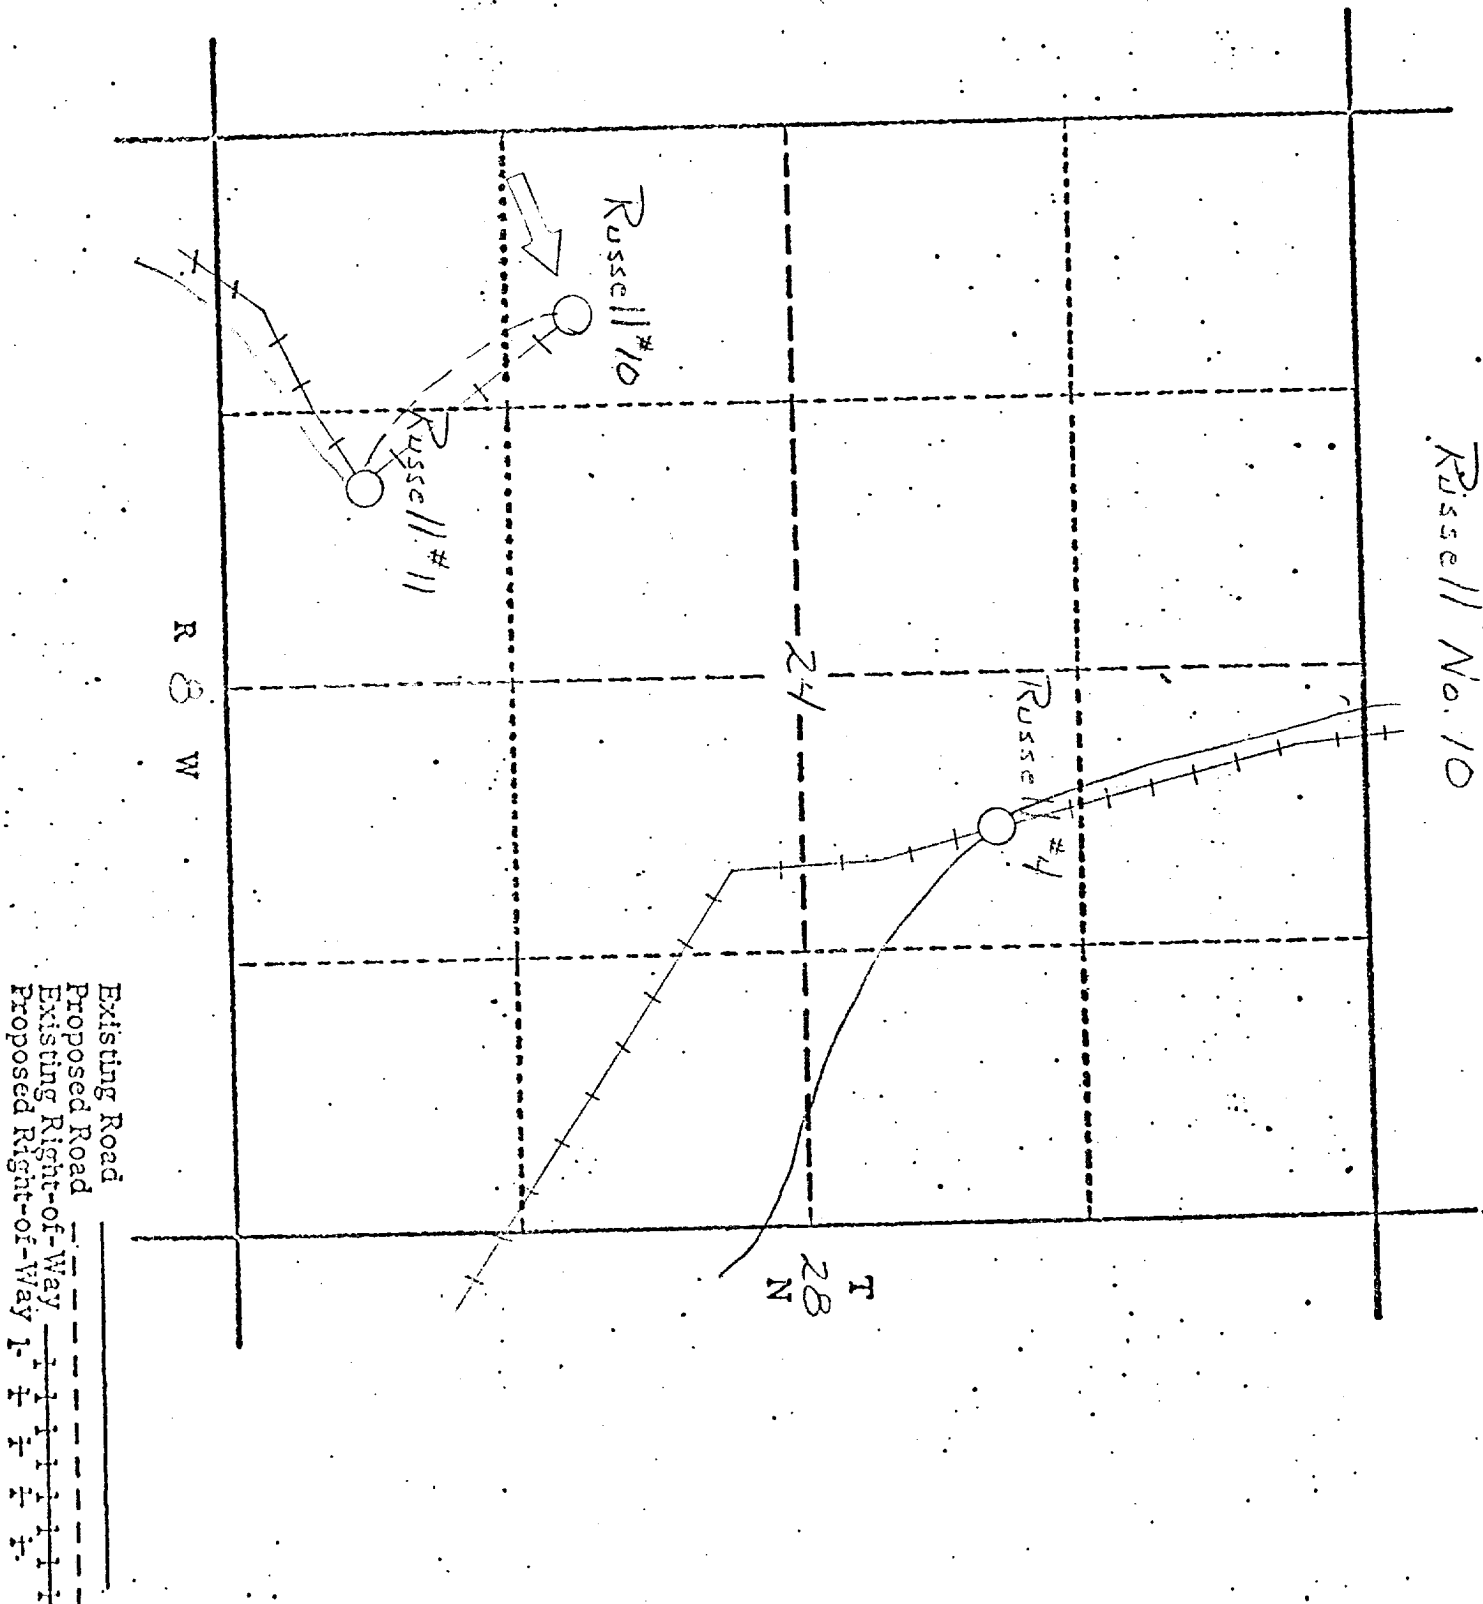 Russell No. 10
Russell #10
Russell #11
24
Russell #4
R 8 W
T
28
N
Existing Road
Proposed Road
Existing Right-of-Way
Proposed Right-of-Way